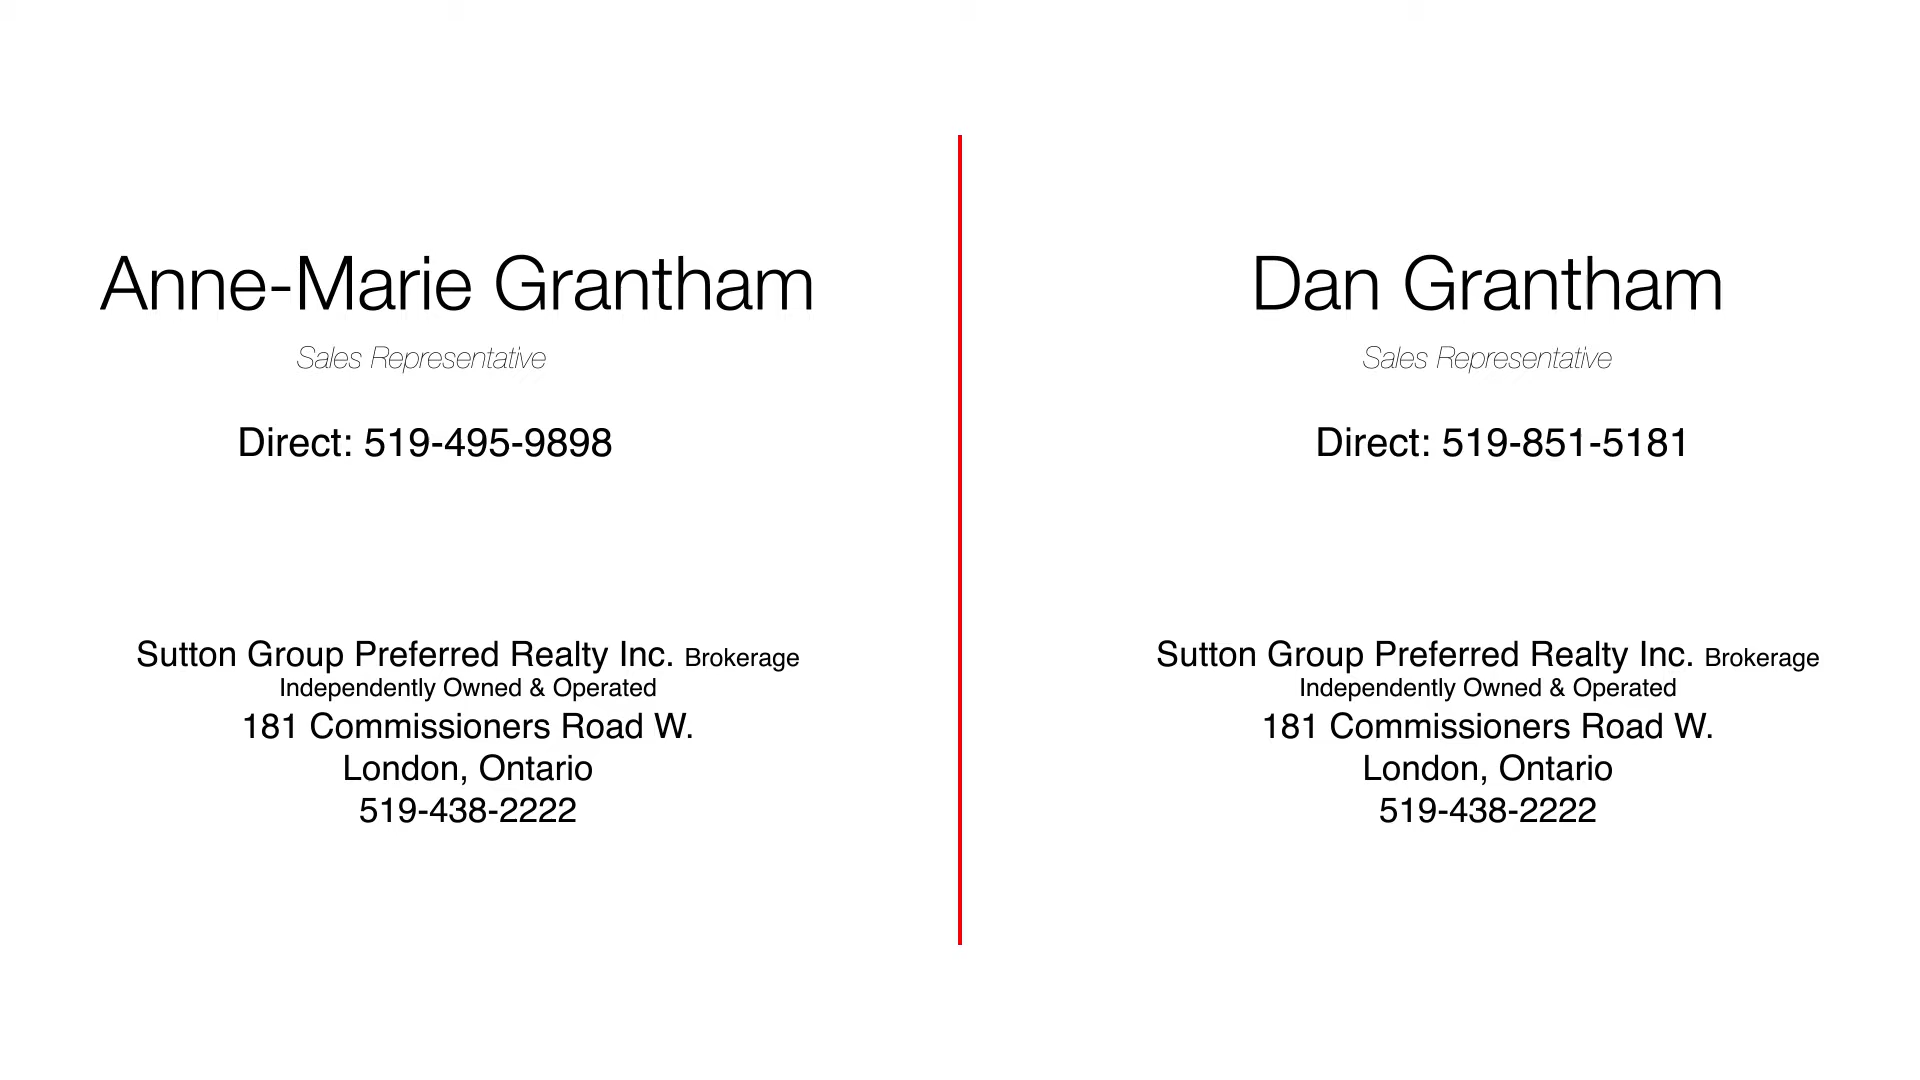 Anne-Marie Grantham
Sales Representative
Direct: 519-495-9898
Sutton Group Preferred Realty Inc. Brokerage
Independently Owned & Operated
181 Commissioners Road W.
London, Ontario
519-438-2222
Dan Grantham
Sales Representative
Direct: 519-851-5181
Sutton Group Preferred Realty Inc. Brokerage
Independently Owned & Operated
181 Commissioners Road W.
London, Ontario
519-438-2222